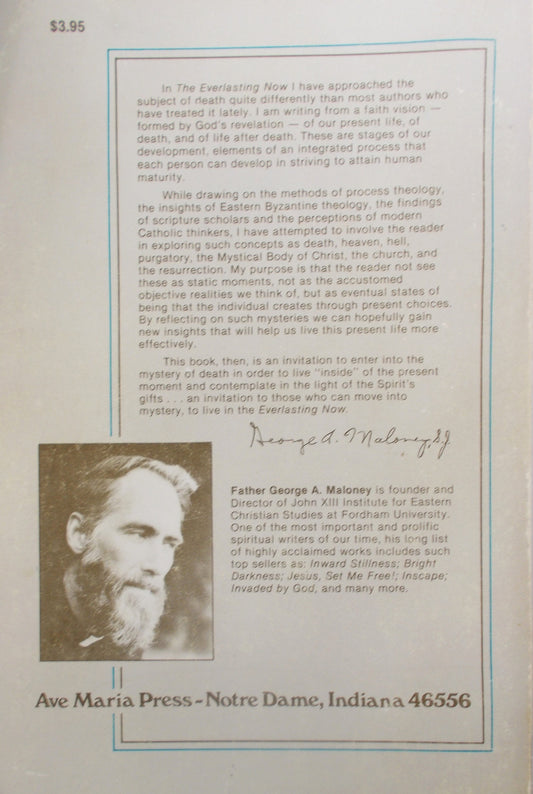 $3.95
In The Everlasting Now I have approached the
subject of death quite differently than most authors who
have treated it lately. I am writing from a faith vision —
formed by God's revelation — of our present life, of
death, and of life after death. These are stages of our
development, elements of an integrated process that
each person can develop in striving to attain human
maturity.
While drawing on the methods of process theology,
the insights of Eastern Byzantine theology, the findings
of scripture scholars and the perceptions of modern
Catholic thinkers, I have attempted to involve the reader
in exploring such concepts as death, heaven, hell,
purgatory, the Mystical Body of Christ, the church, and
the resurrection. My purpose is that the reader not see
these as static moments, not as the accustomed
objective realities we think of, but as eventual states of
being that the individual creates through present choices.
By reflecting on such mysteries we can hopefully gain
new insights that will help us live this present life more
effectively.
This book, then, is an invitation to enter into the
mystery of death in order to live "inside" of the present
moment and contemplate in the light of the Spirit's
gifts . . . an invitation to those who can move into
mystery, to live in the Everlasting Now.
George A. Maloney, S.J.
Father George A. Maloney is founder and
Director of John XIII Institute for Eastern
Christian Studies at Fordham University.
One of the most important and prolific
spiritual writers of our time, his long list
of highly acclaimed works includes such
top sellers as: Inward Stillness; Bright
Darkness; Jesus, Set Me Free!; Inscape;
Invaded by God, and many more.
Ave Maria Press-Notre Dame, Indiana 46556